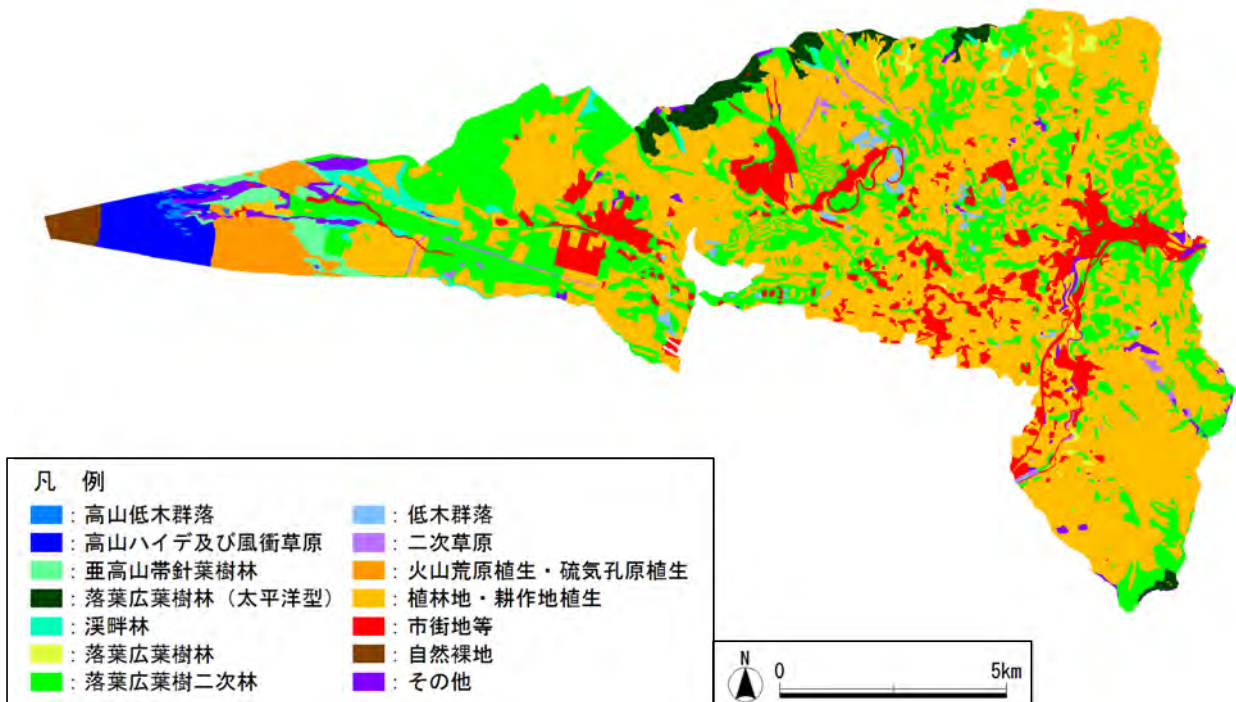 凡 例
：高山低木群落
：高山ハイデ及び風衝草原
：亜高山帯針葉樹林
：落葉広葉樹林（太平洋型）
：渓畔林
：落葉広葉樹林
：落葉広葉樹二次林
：低木群落
：二次草原
：火山荒原植生・硫気孔原植生
：植林地・耕作地植生
：市街地等
：自然裸地
：その他
N
0 5km